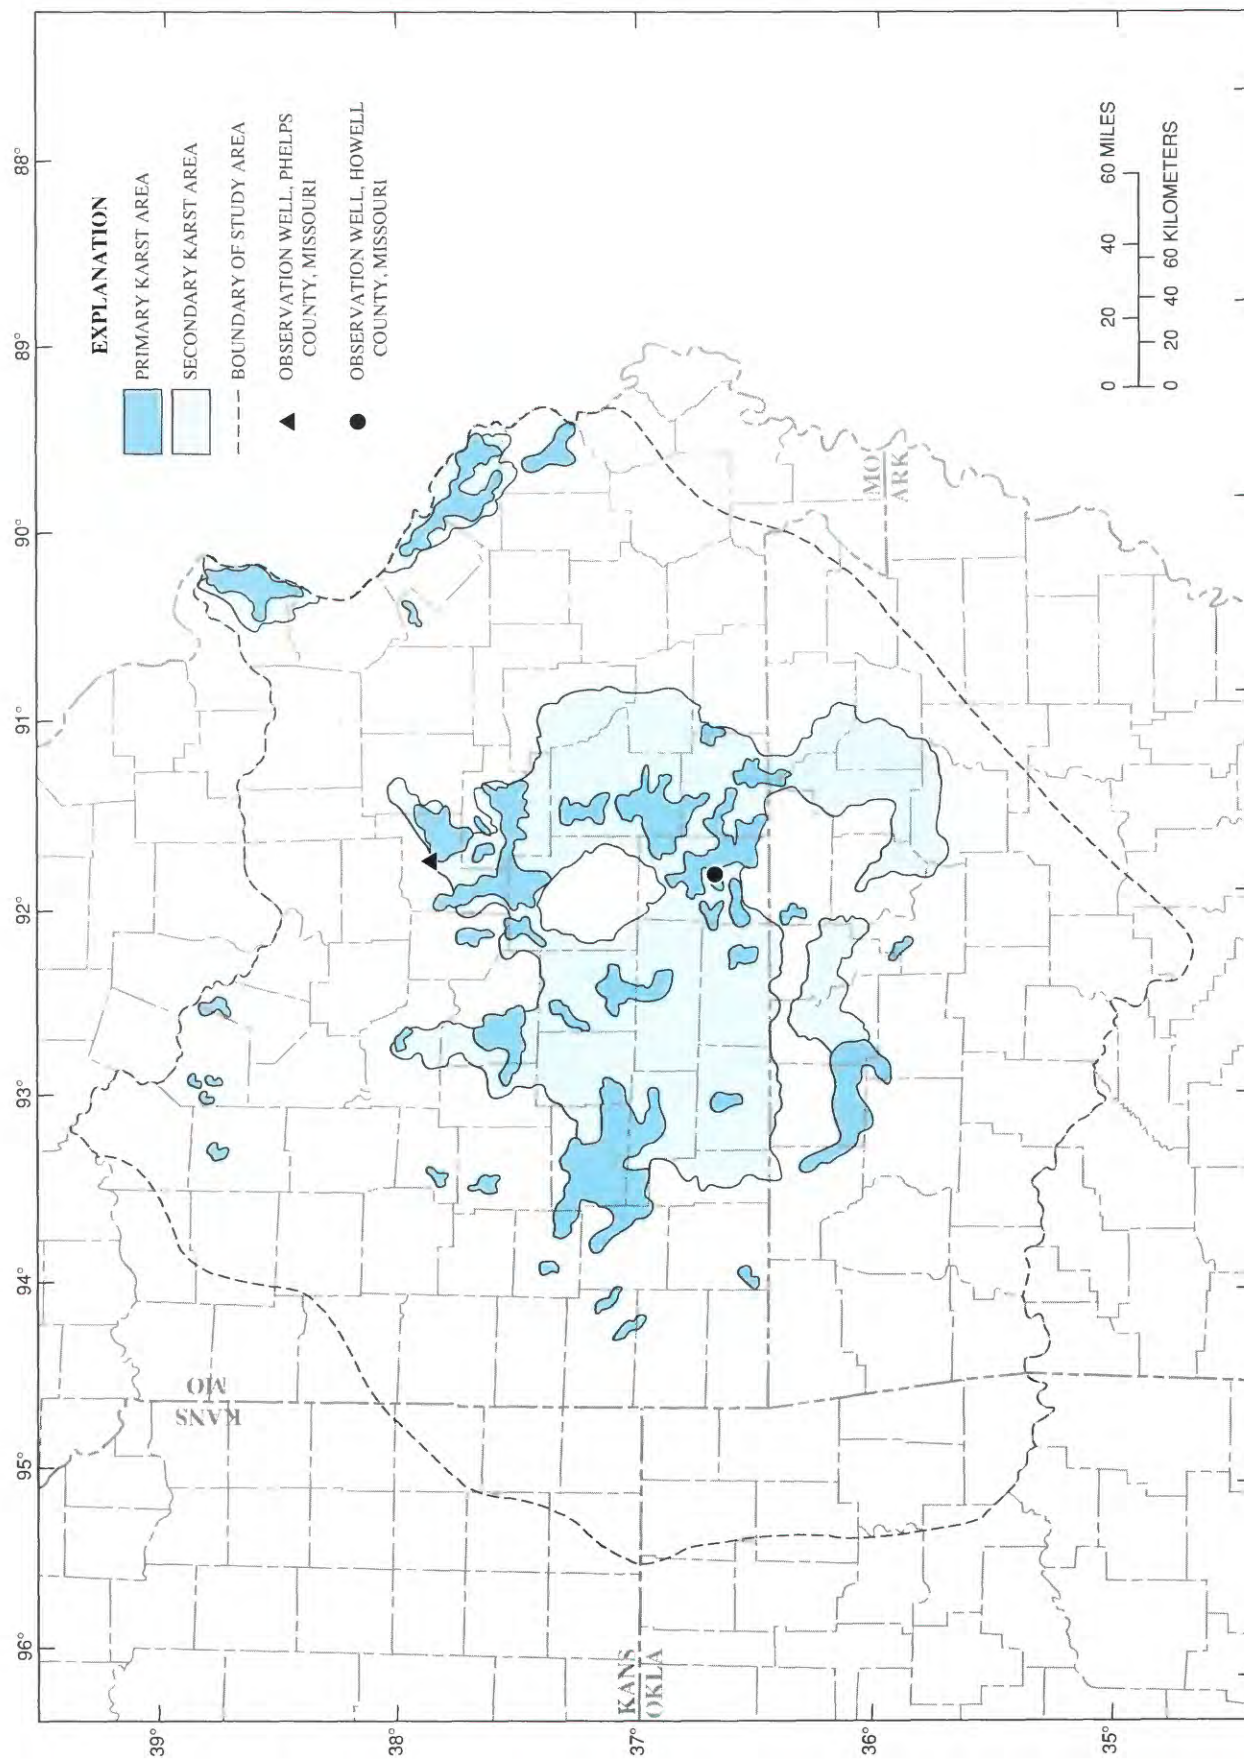 96°
95°
94°
93°
92°
91°
90°
89°
88°
39°
38°
37°
36°
35°
KANS
MO
KANS
OKLA
MO
ARK
EXPLANATION
PRIMARY KARST AREA
SECONDARY KARST AREA
BOUNDARY OF STUDY AREA
OBSERVATION WELL, PHELPS
COUNTY, MISSOURI
OBSERVATION WELL, HOWELL
COUNTY, MISSOURI
0 20 40 60 MILES
0 20 40 60 KILOMETERS